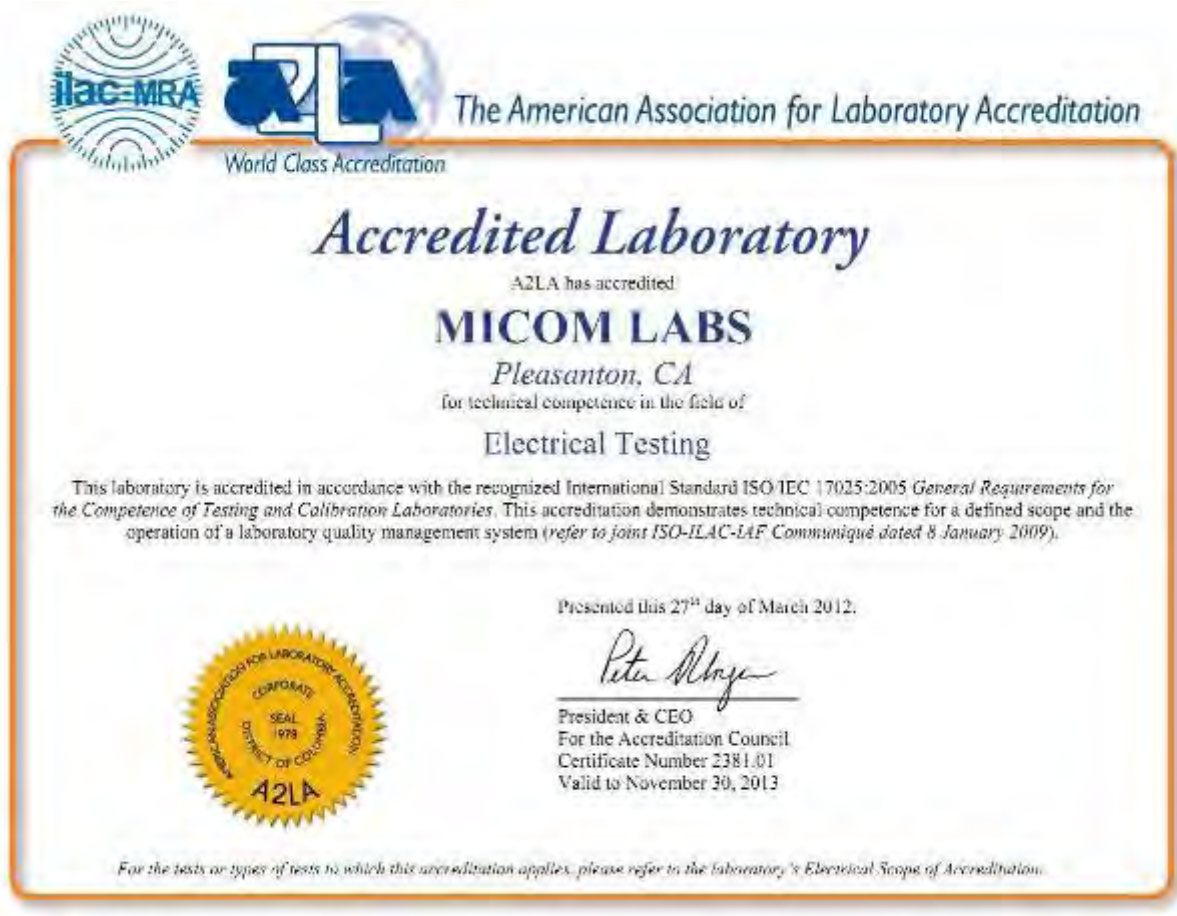 ilac-MRA
A2LA
The American Association for Laboratory Accreditation
World Class Accreditation
Accredited Laboratory
A2LA has accredited
MICOM LABS
Pleasanton, CA
for technical competence in the field of
Electrical Testing
This laboratory is accredited in accordance with the recognized International Standard ISO/IEC 17025:2005 General Requirements for
the Competence of Testing and Calibration Laboratories. This accreditation demonstrates technical competence for a defined scope and the
operation of a laboratory quality management system (refer to joint ISO-ILAC-IAF Communiqué dated 8 January 2009).
Presented this 27th day of March 2012.
Peter
President & CEO
For the Accreditation Council
Certificate Number 2381.01
Valid to November 30, 2013
AMERICAN ASSOCIATION FOR LABORATORY ACCREDITATION
CORPORATE
SEAL
1978
DISTRICT OF COLUMBIA
A2LA
For the tests or types of tests to which this accreditation applies, please refer to the laboratory's Electrical Scope of Accreditation.